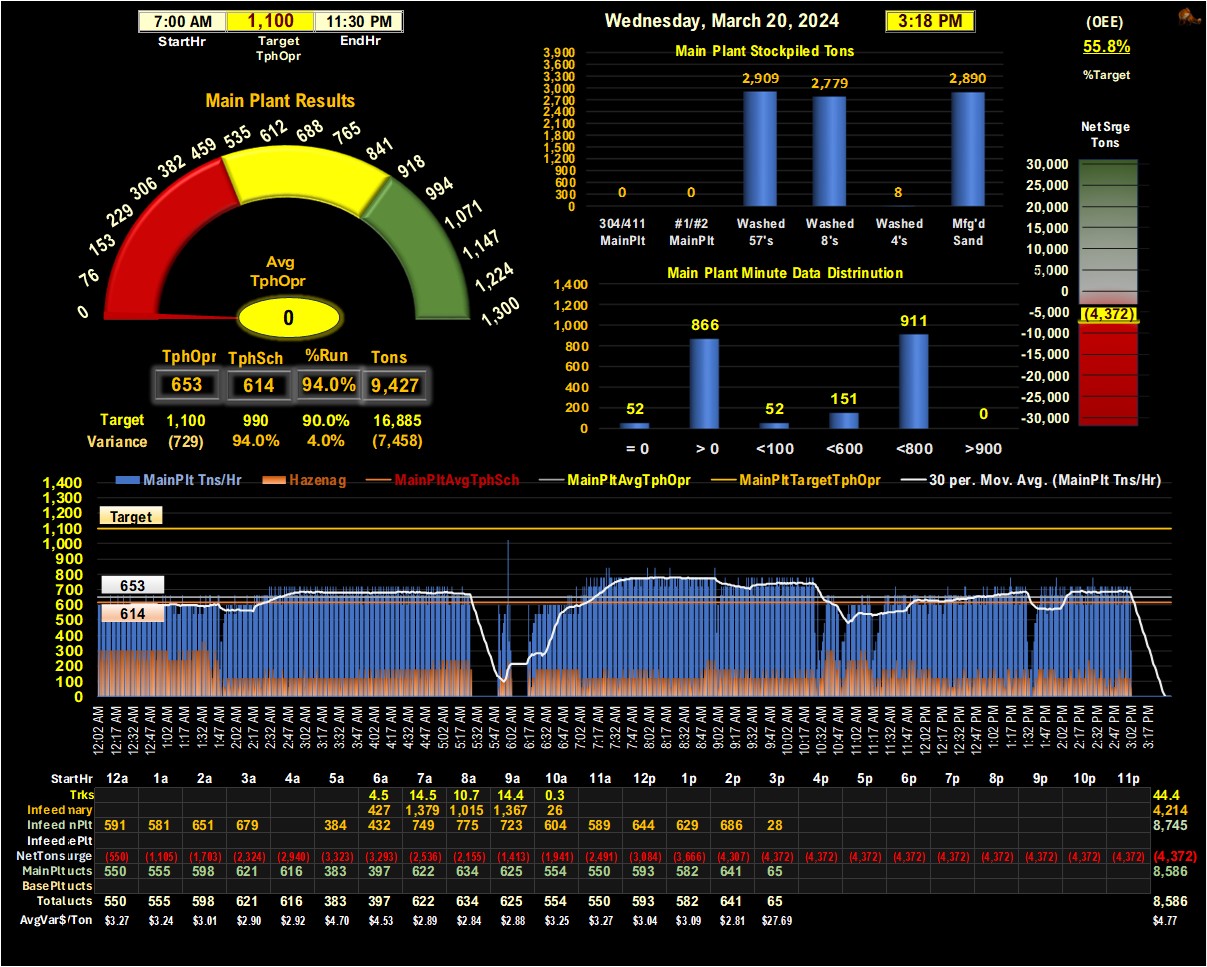 7:00 AM 1,100 11:30 PM
StartHr Target TphOpr EndHr
Wednesday, March 20, 2024 3:18 PM
(OEE)
55.8%
%Target
Main Plant Results
0 76 153 229 306 382 459 535 612 688 765 841 918 994 1,071 1,147 1,224 1,300
Avg
TphOpr
0
TphOpr TphSch %Run Tons
653 614 94.0% 9,427
Target 1,100 990 90.0% 16,885
Variance (729) 94.0% 4.0% (7,458)
Main Plant Stockpiled Tons
3,900
3,600
3,300
3,000
2,700
2,400
2,100
1,800
1,500
1,200
900
600
300
0
0 0 2,909 2,779 8 2,890
304/411 #1/#2 Washed Washed Washed Mfg'd
MainPlt MainPlt 57's 8's 4's Sand
Main Plant Minute Data Distrinution
1,400
1,200
1,000
800
600
400
200
0
52 866 52 151 911 0
= 0 > 0 <100 <600 <800 >900
Net Srge
Tons
30,000
25,000
20,000
15,000
10,000
5,000
0
-5,000
-10,000
-15,000
-20,000
-25,000
-30,000
(4,372)
MainPlt Tns/Hr Hazenag MainPltAvgTphSch MainPltAvgTphOpr MainPltTargetTphOpr 30 per. Mov. Avg. (MainPlt Tns/Hr)
1,400
1,300
1,200
1,100
1,000
900
800
700
600
500
400
300
200
100
0
Target
653
614
12:02 AM 12:17 AM 12:32 AM 12:47 AM 1:02 AM 1:17 AM 1:32 AM 1:47 AM 2:02 AM 2:17 AM 2:32 AM 2:47 AM 3:02 AM 3:17 AM 3:32 AM 3:47 AM 4:02 AM 4:17 AM 4:32 AM 4:47 AM 5:02 AM 5:17 AM 5:32 AM 5:47 AM 6:02 AM 6:17 AM 6:32 AM 6:47 AM 7:02 AM 7:17 AM 7:32 AM 7:47 AM 8:02 AM 8:17 AM 8:32 AM 8:47 AM 9:02 AM 9:17 AM 9:32 AM 9:47 AM 10:02 AM 10:17 AM 10:32 AM 10:47 AM 11:02 AM 11:17 AM 11:32 AM 11:47 AM 12:02 PM 12:17 PM 12:32 PM 12:47 PM 1:02 PM 1:17 PM 1:32 PM 1:47 PM 2:02 PM 2:17 PM 2:32 PM 2:47 PM 3:02 PM 3:17 PM
StartHr 12a 1a 2a 3a 4a 5a 6a 7a 8a 9a 10a 11a 12p 1p 2p 3p 4p 5p 6p 7p 8p 9p 10p 11p
Trks 4.5 14.5 10.7 14.4 0.3 44.4
Infeed nary 427 1,379 1,015 1,367 26 4,214
Infeed nPlt 591 581 651 679 384 432 749 775 723 604 589 644 629 686 28 8,745
Infeed ePlt
NetTons urge (550) (1,105) (1,703) (2,324) (2,940) (3,323) (3,293) (2,536) (2,155) (1,413) (1,941) (2,491) (3,084) (3,666) (4,307) (4,372) (4,372) (4,372) (4,372) (4,372) (4,372) (4,372) (4,372) (4,372) (4,372)
MainPlt ucts 550 555 598 621 616 383 397 622 634 625 554 550 593 582 641 65 8,586
BasePlt ucts
Total ucts 550 555 598 621 616 383 397 622 634 625 554 550 593 582 641 65 8,586
AvgVar$/Ton $3.27 $3.24 $3.01 $2.90 $2.92 $4.70 $4.53 $2.89 $2.84 $2.88 $3.25 $3.27 $3.04 $3.09 $2.81 $27.69 $4.77